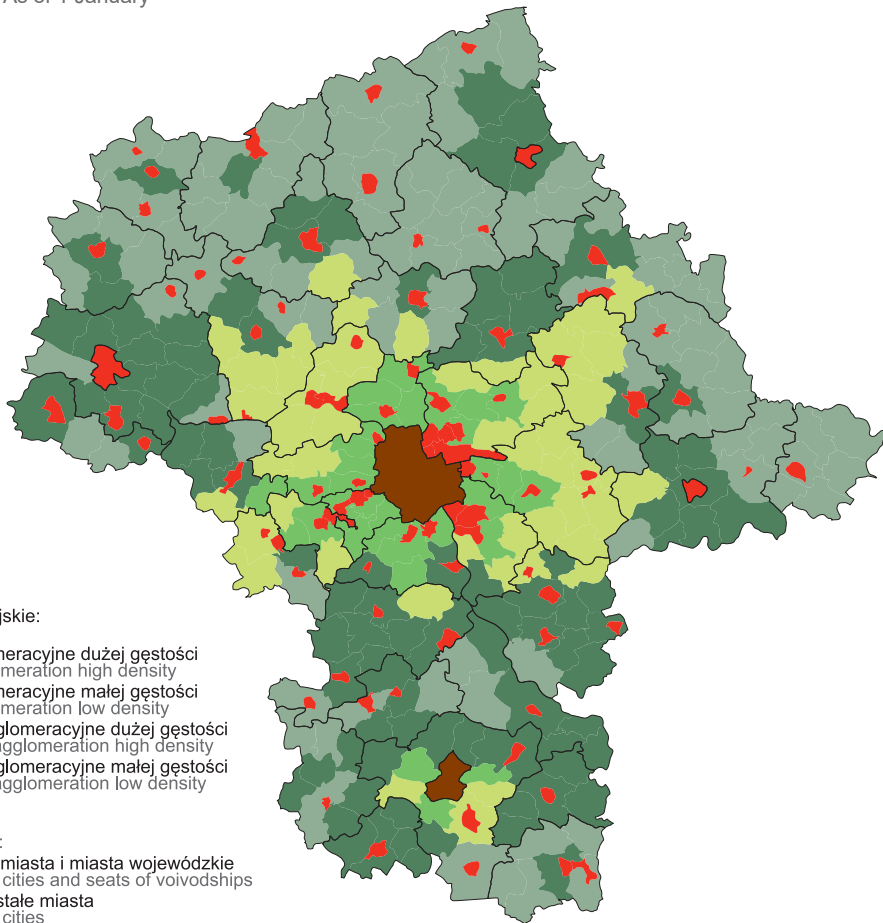 As of 1 January
jskie:
meracyjne dużej gęstości
meration high density
meracyjne małej gęstości
meration low density
glomeracyjne dużej gęstości
agglomeration high density
glomeracyjne małej gęstości
agglomeration low density
:
miasta i miasta wojewódzkie
cities and seats of voivodships
stałe miasta
cities